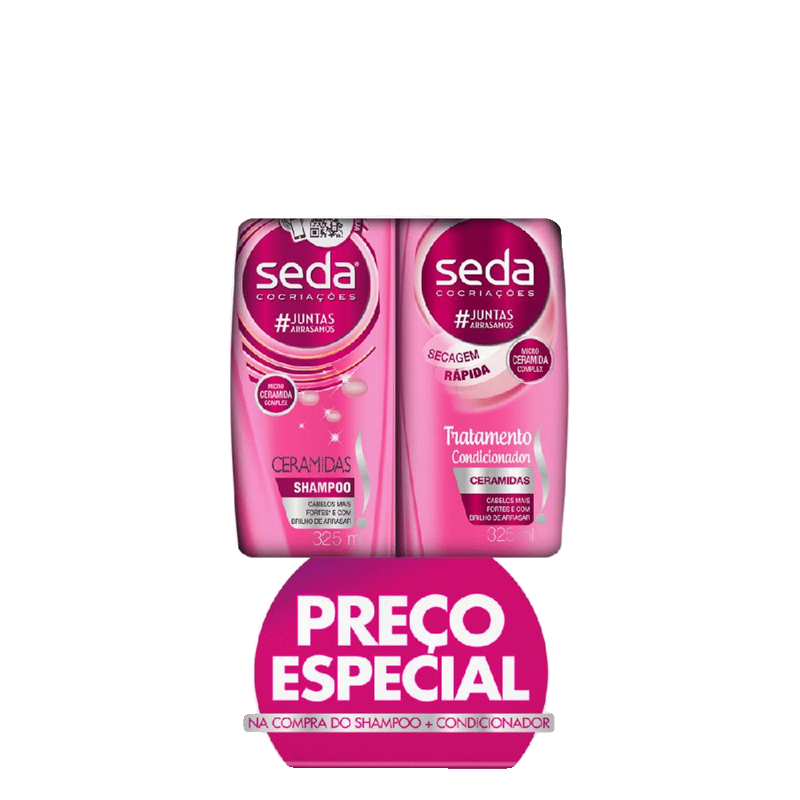 seda
COCRIAÇÕES
#JUNTAS
ARRASAMOS
MICRO
CERAMIDA
COMPLEX
CERAMIDAS
SHAMPOO
CABELOS MAIS
FORTES* E COM
BRILHO DE ARRASAR
325 ml
seda
COCRIAÇÕES
#JUNTAS
ARRASAMOS
SECAGEM
RÁPIDA
MICRO
CERAMIDA
COMPLEX
Tratamento
Condicionador
CERAMIDAS
CABELOS MAIS
FORTES E COM
BRILHO DE ARRASAR
325 ml
PREÇO
ESPECIAL
NA COMPRA DO SHAMPOO + CONDICIONADOR